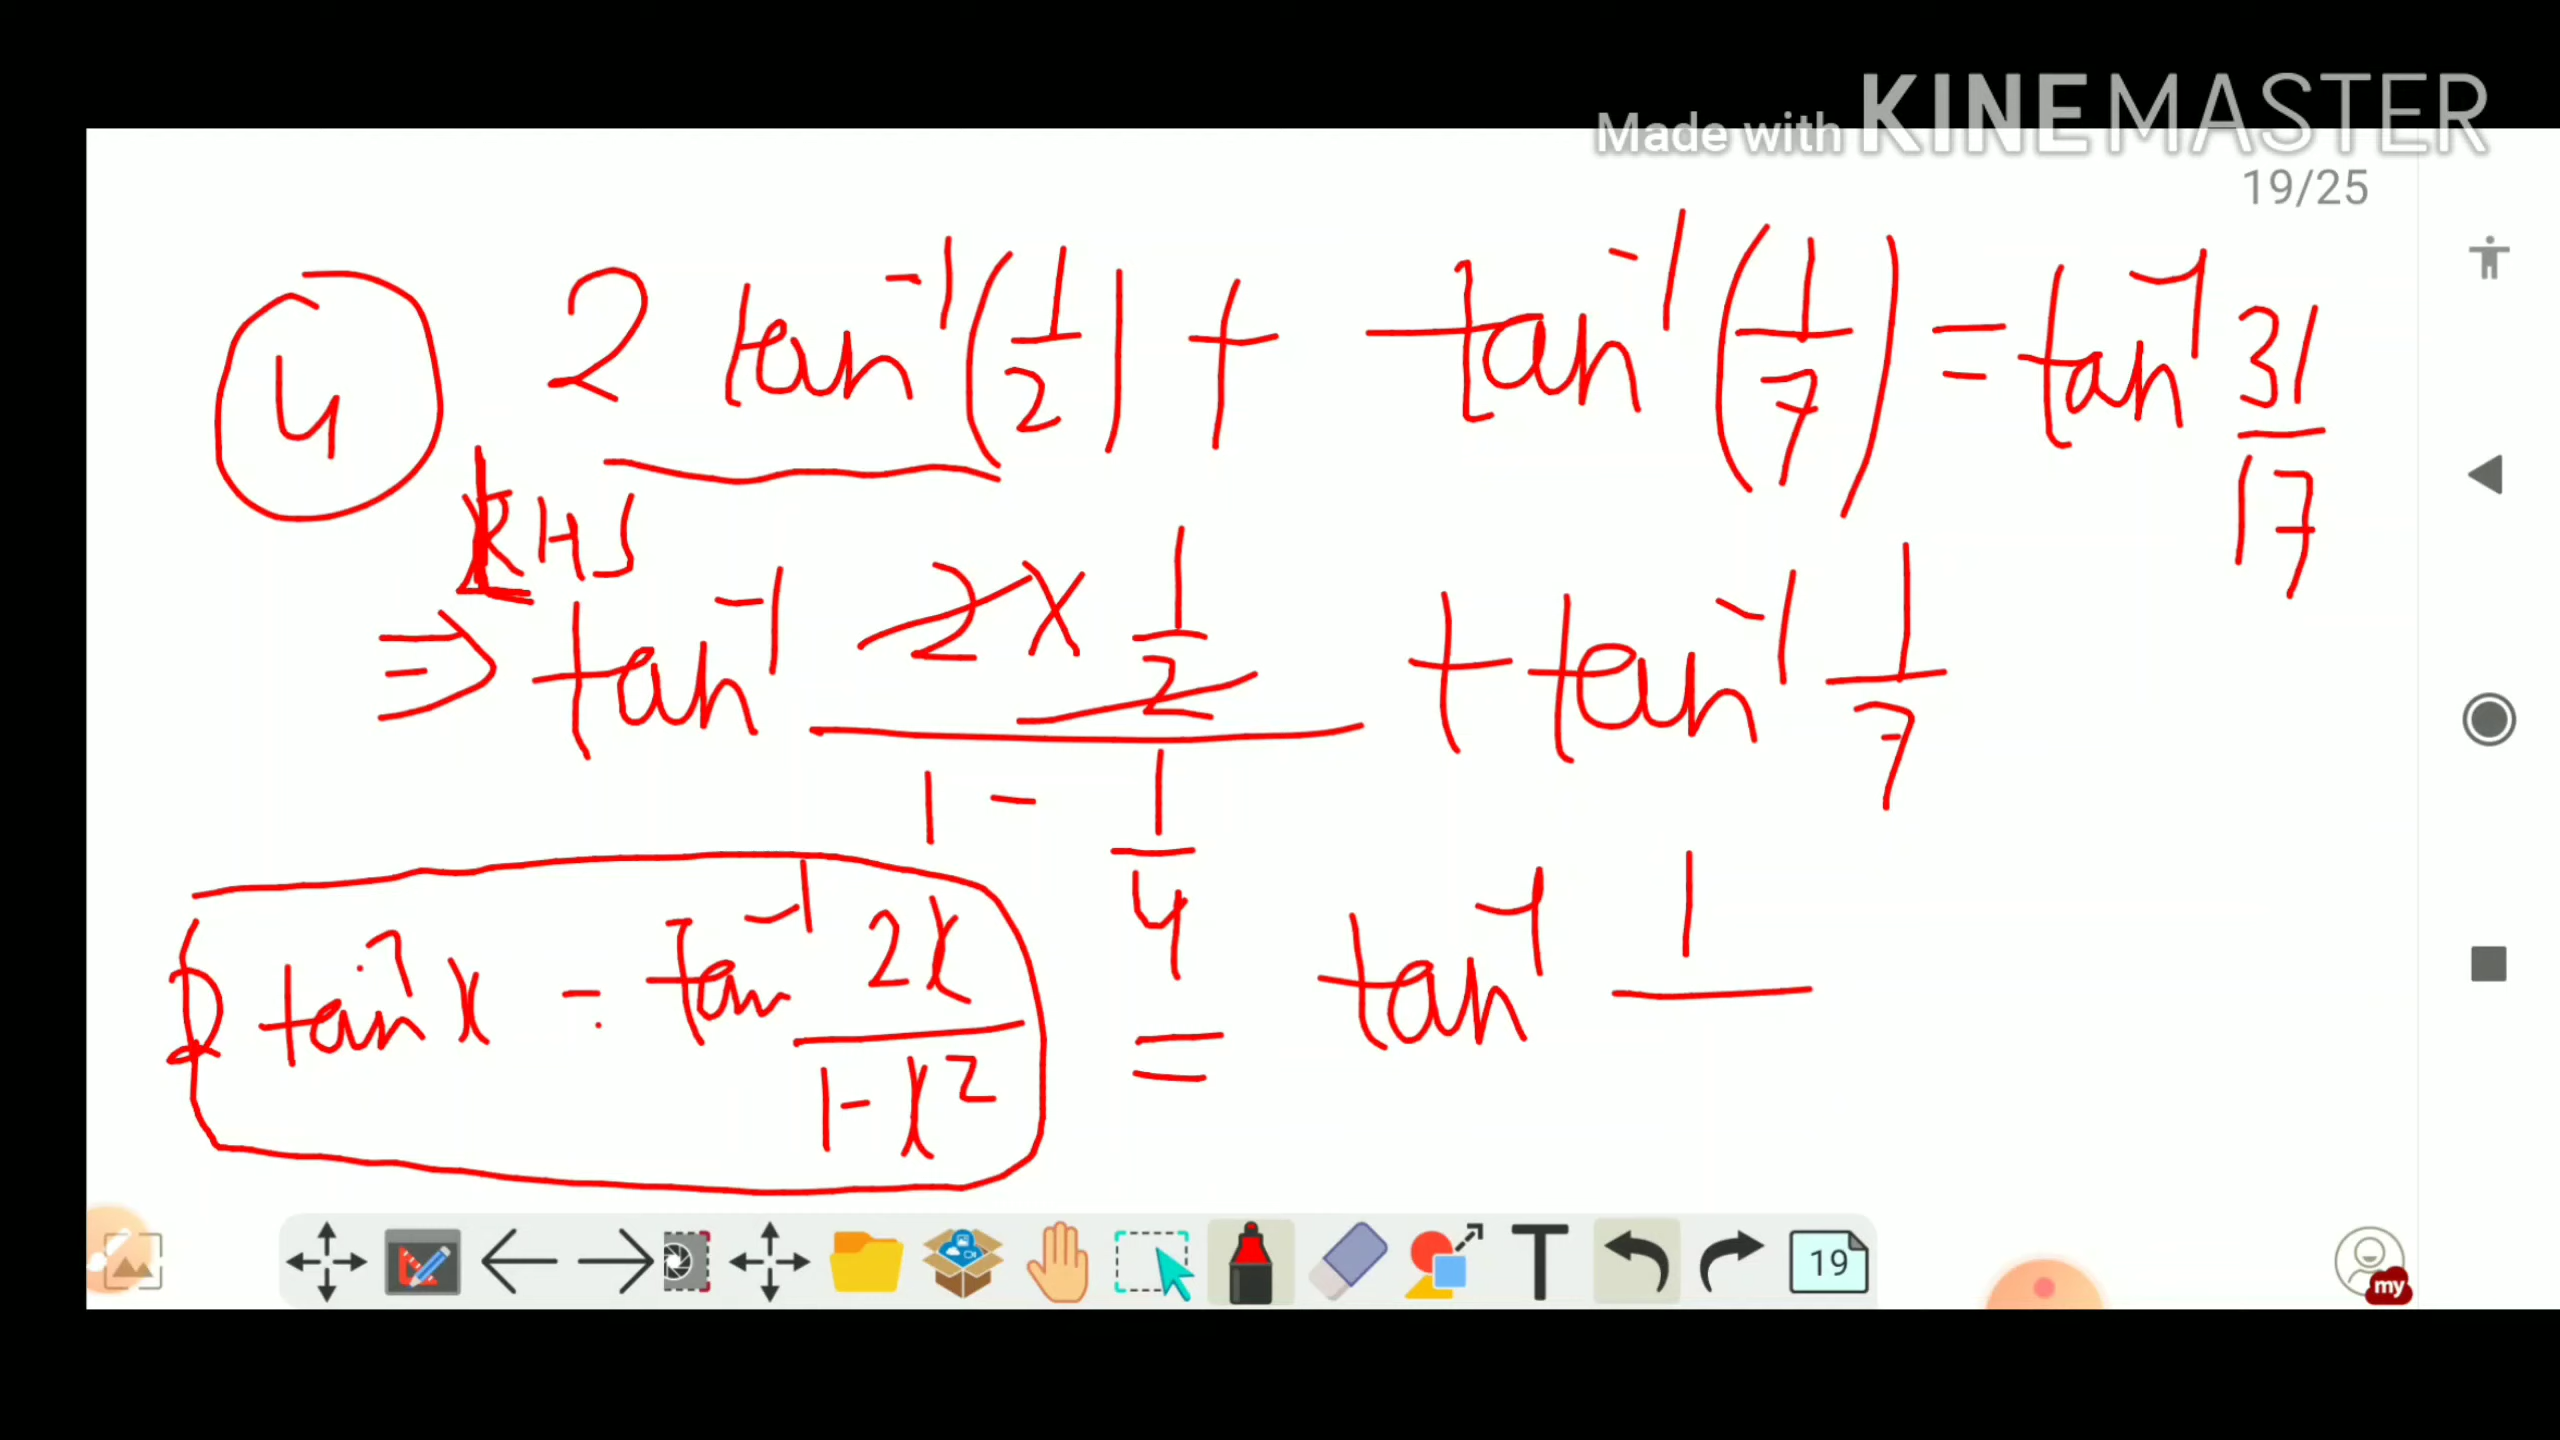 Made with KINEMASTER
19/25
④ 2 tan⁻¹(1/2) + tan⁻¹(1/7) = tan⁻¹ 31/17
LHS
⇒ tan⁻¹ (2 × 1/2)/(1 - 1/4) + tan⁻¹ 1/7
2 tan⁻¹ x = tan⁻¹ 2x/(1-x²)
= tan⁻¹ 1
19
my